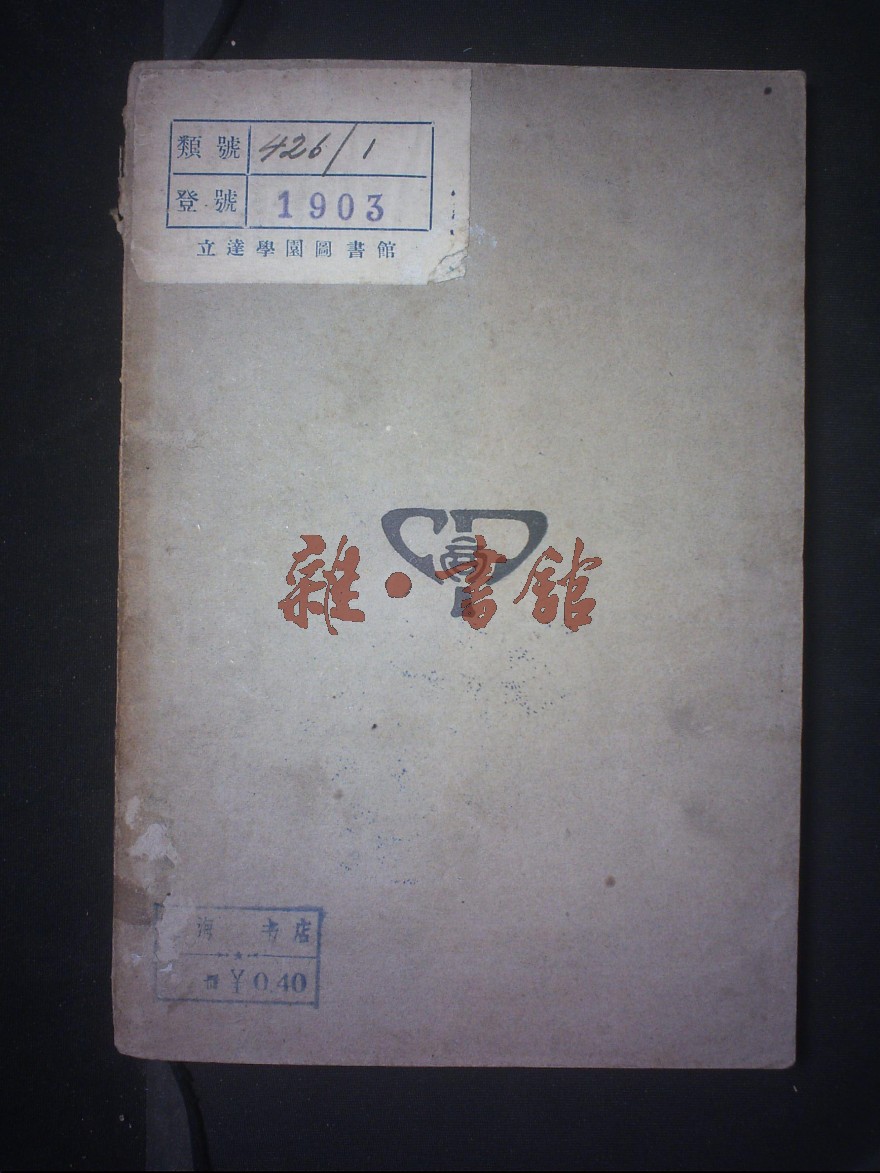 類號 426/1
登號 1903
立達學園圖書館
雜·書館
书店
¥0.40